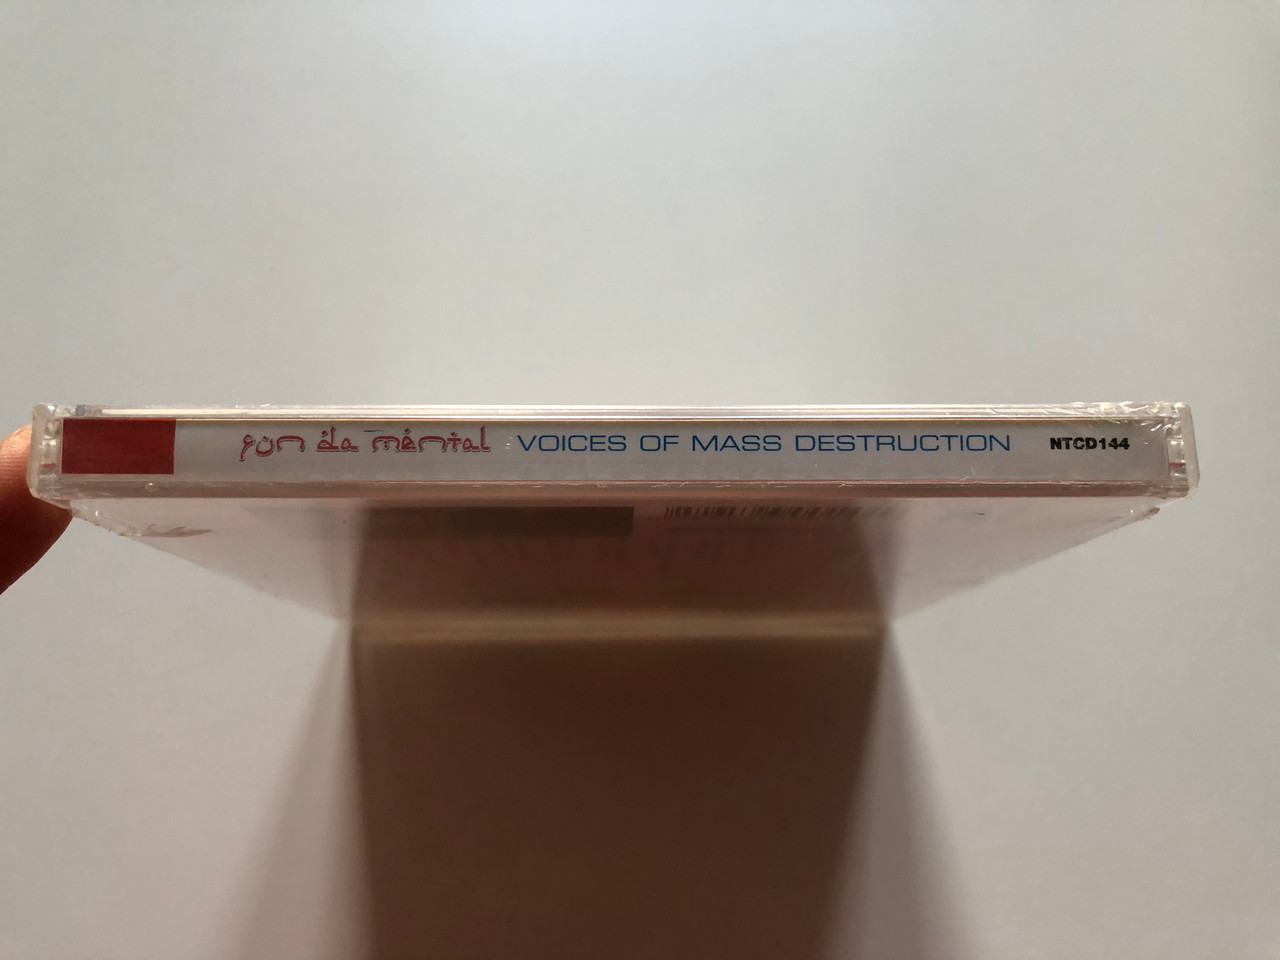 fun da mental VOICES OF MASS DESTRUCTION NTCD144